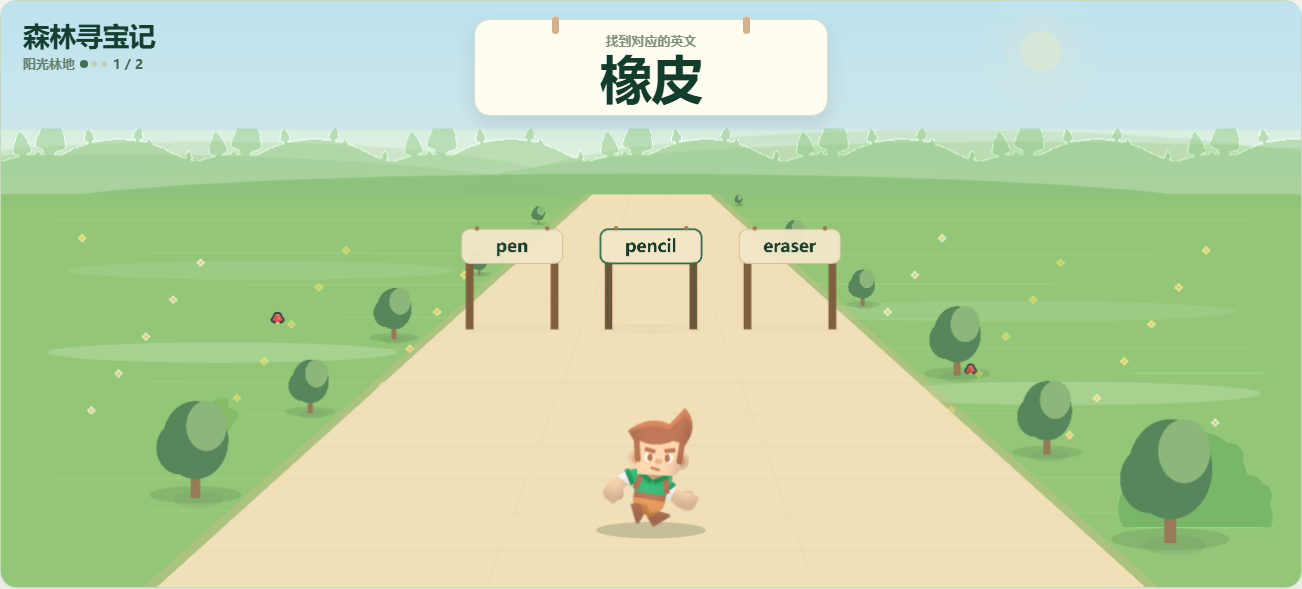 森林寻宝记
阳光林地 1 / 2
找到对应的英文
橡皮
pen
pencil
eraser